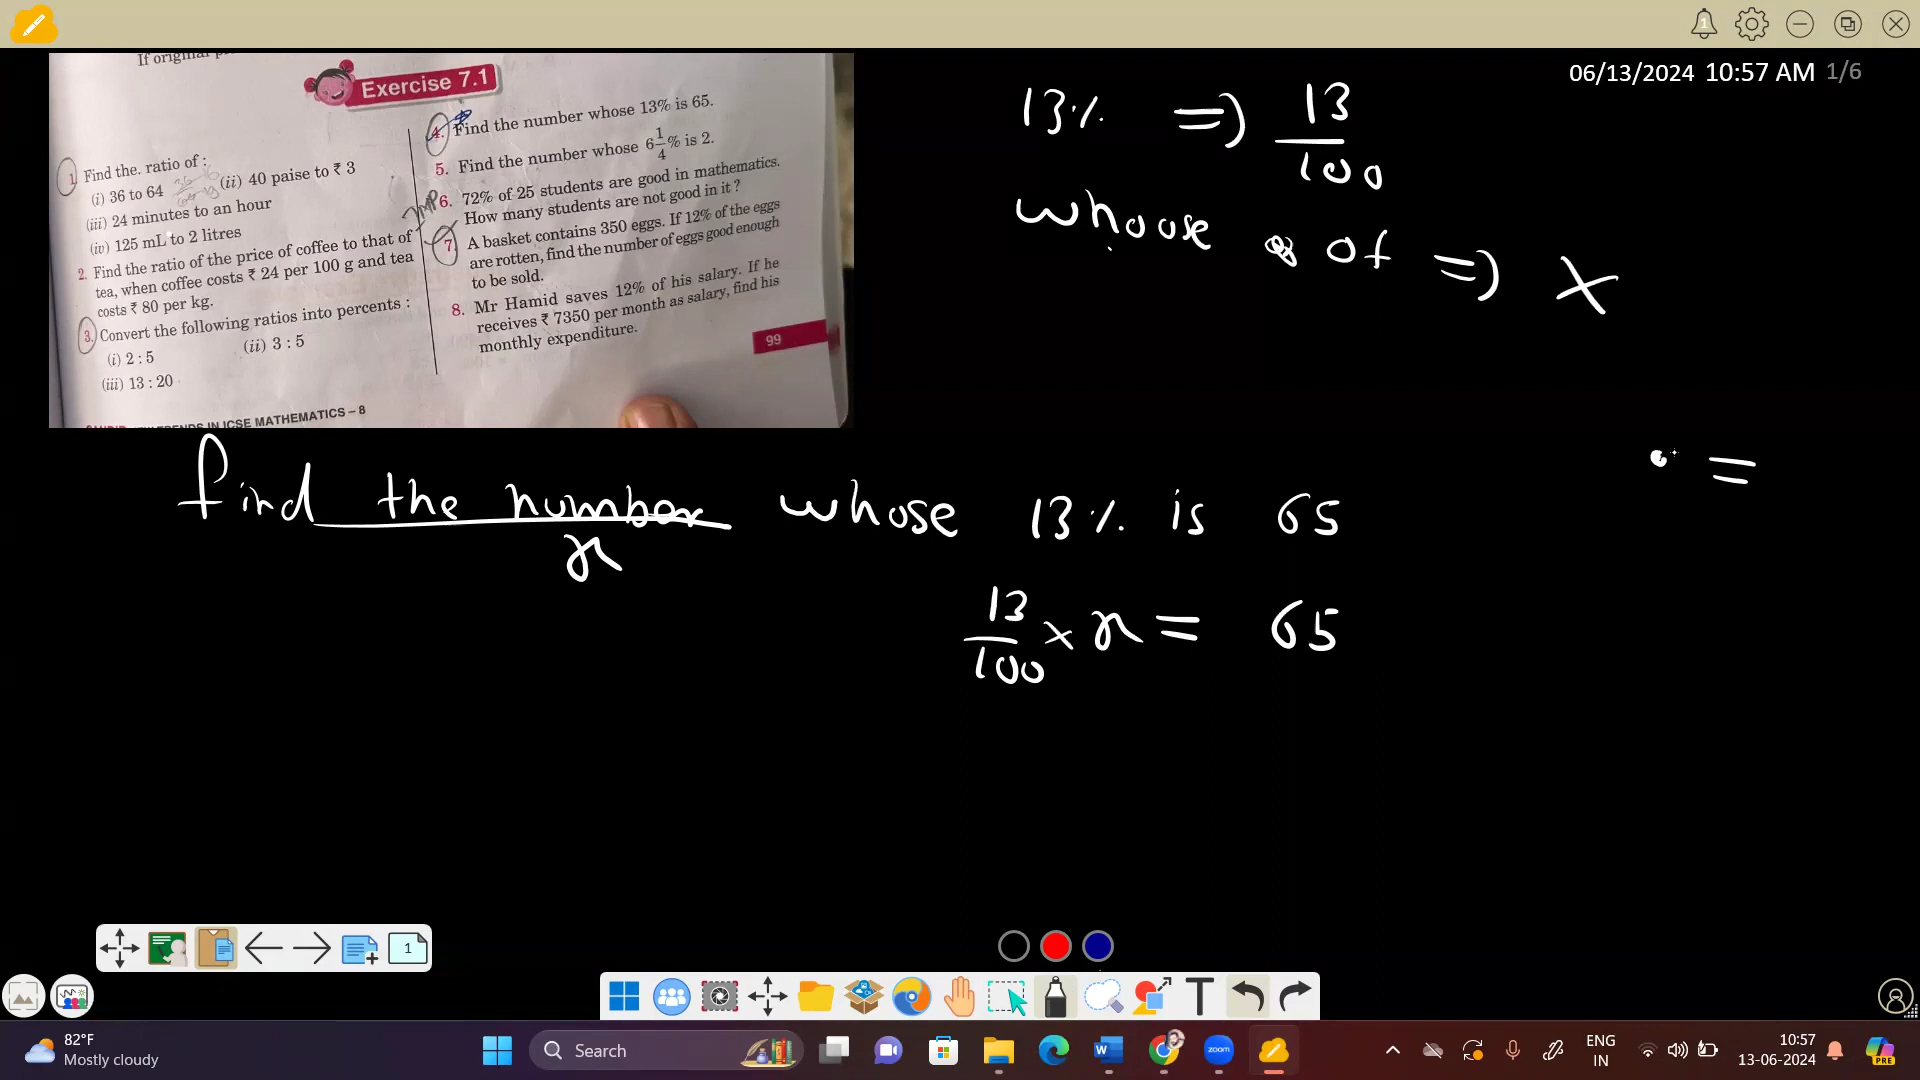 06/13/2024 10:57 AM 1/6
If original
Exercise 7.1
1. Find the. ratio of :
(i) 36 to 64 (ii) 40 paise to ₹ 3
(iii) 24 minutes to an hour
(iv) 125 mL to 2 litres
2. Find the ratio of the price of coffee to that of
tea, when coffee costs ₹ 24 per 100 g and tea
costs ₹ 80 per kg.
3. Convert the following ratios into percents :
(i) 2 : 5 (ii) 3 : 5
(iii) 13 : 20
IN ICSE MATHEMATICS – 8
4. Find the number whose 13% is 65.
5. Find the number whose 6 1/4 % is 2.
IMP 6. 72% of 25 students are good in mathematics.
How many students are not good in it ?
7. A basket contains 350 eggs. If 12% of the eggs
are rotten, find the number of eggs good enough
to be sold.
8. Mr Hamid saves 12% of his salary. If he
receives ₹ 7350 per month as salary, find his
monthly expenditure.
99
13% => 13/100
whoose of => ×
=
find the number whose 13% is 65
x
13/100 × x = 65
1
82°F
Mostly cloudy
Search
zoom
ENG
IN
10:57
13-06-2024
PRE